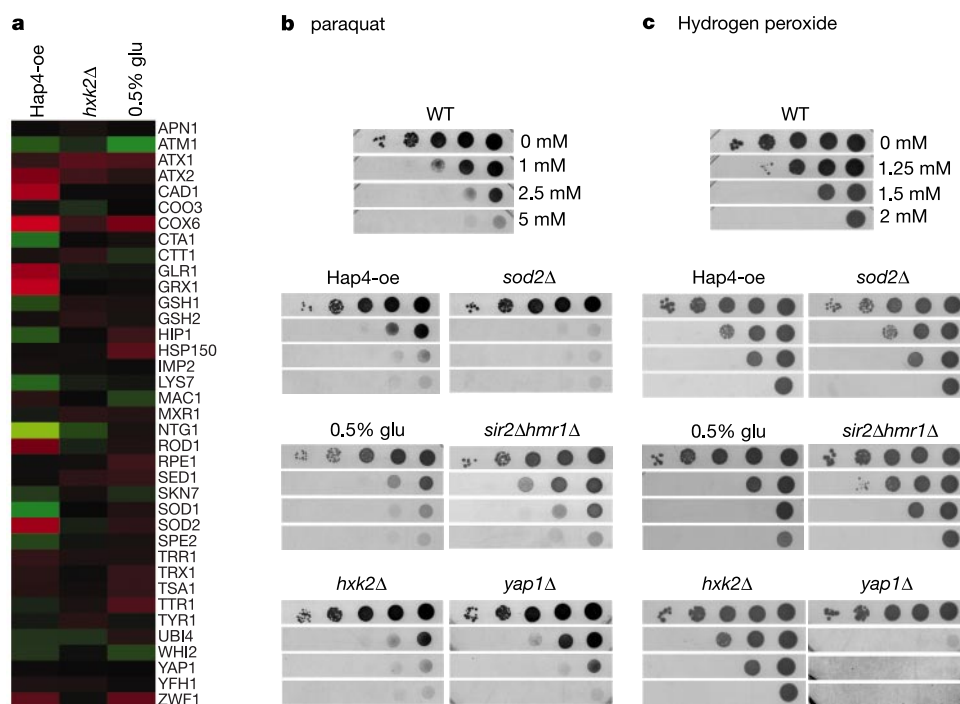 a
b paraquat
c Hydrogen peroxide
Hap4-oe
hxk2Δ
0.5% glu
APN1
ATM1
ATX1
ATX2
CAD1
COO3
COX6
CTA1
CTT1
GLR1
GRX1
GSH1
GSH2
HIP1
HSP150
IMP2
LYS7
MAC1
MXR1
NTG1
ROD1
RPE1
SED1
SKN7
SOD1
SOD2
SPE2
TRR1
TRX1
TSA1
TTR1
TYR1
UBI4
WHI2
YAP1
YFH1
ZWF1
WT
0 mM
1 mM
2.5 mM
5 mM
Hap4-oe
sod2Δ
0.5% glu
sir2Δhmr1Δ
hxk2Δ
yap1Δ
WT
0 mM
1.25 mM
1.5 mM
2 mM
Hap4-oe
sod2Δ
0.5% glu
sir2Δhmr1Δ
hxk2Δ
yap1Δ